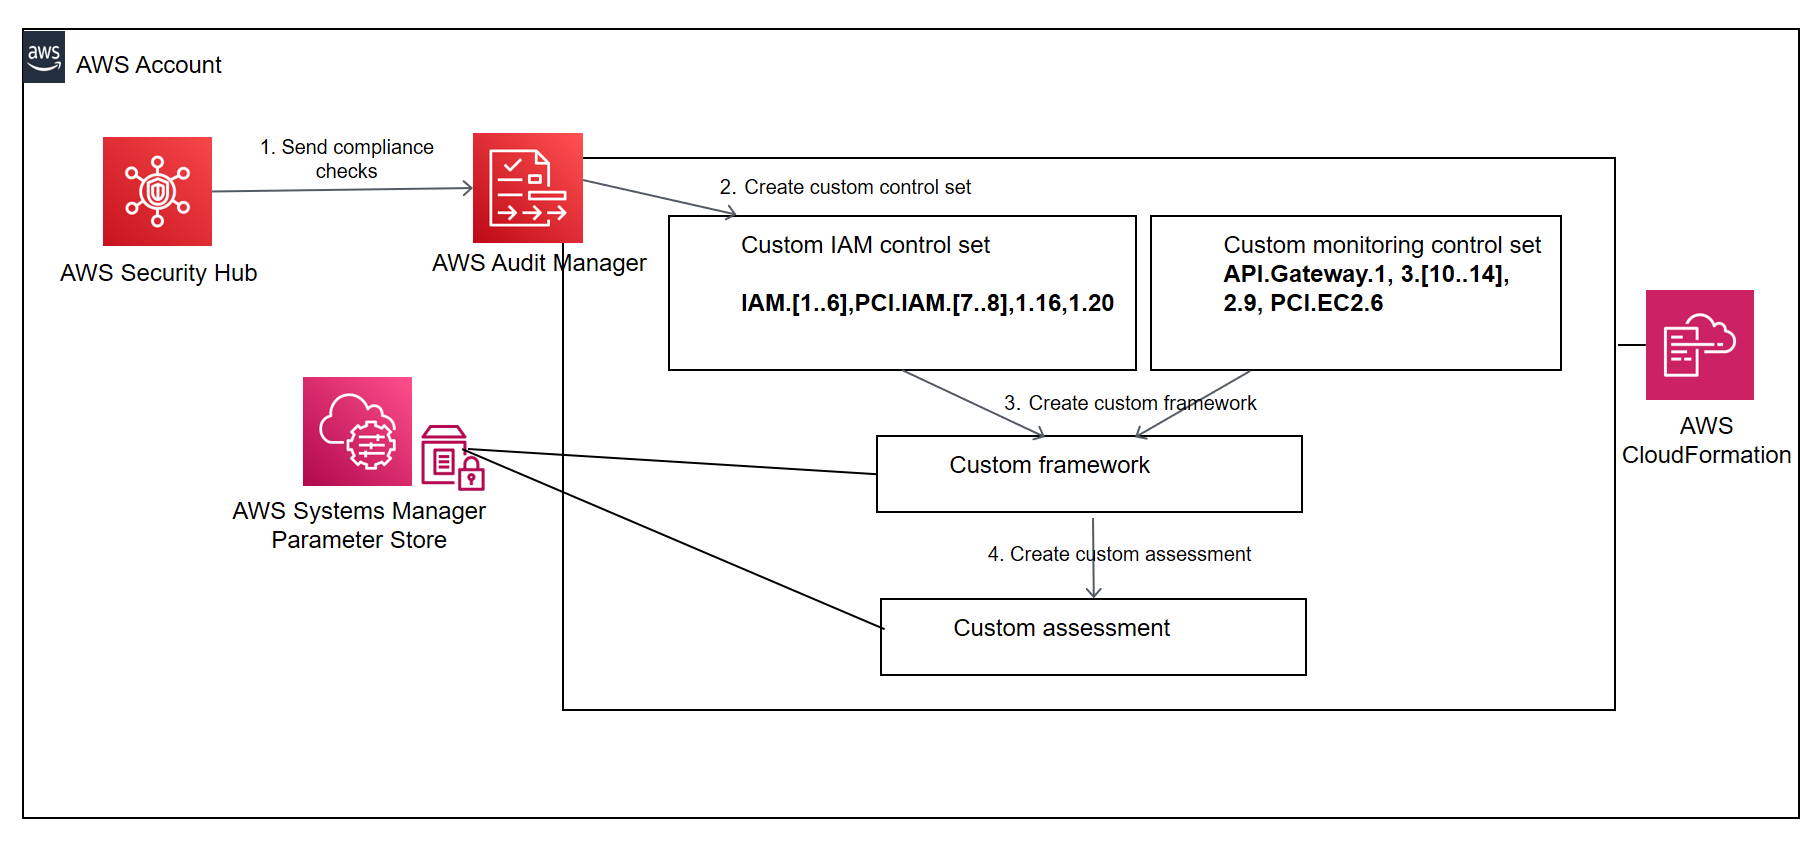 aws
AWS Account
1. Send compliance
checks
AWS Security Hub
AWS Audit Manager
2. Create custom control set
Custom IAM control set
IAM.[1..6],PCI.IAM.[7..8],1.16,1.20
Custom monitoring control set
API.Gateway.1, 3.[10..14],
2.9, PCI.EC2.6
3. Create custom framework
AWS
CloudFormation
Custom framework
AWS Systems Manager
Parameter Store
4. Create custom assessment
Custom assessment